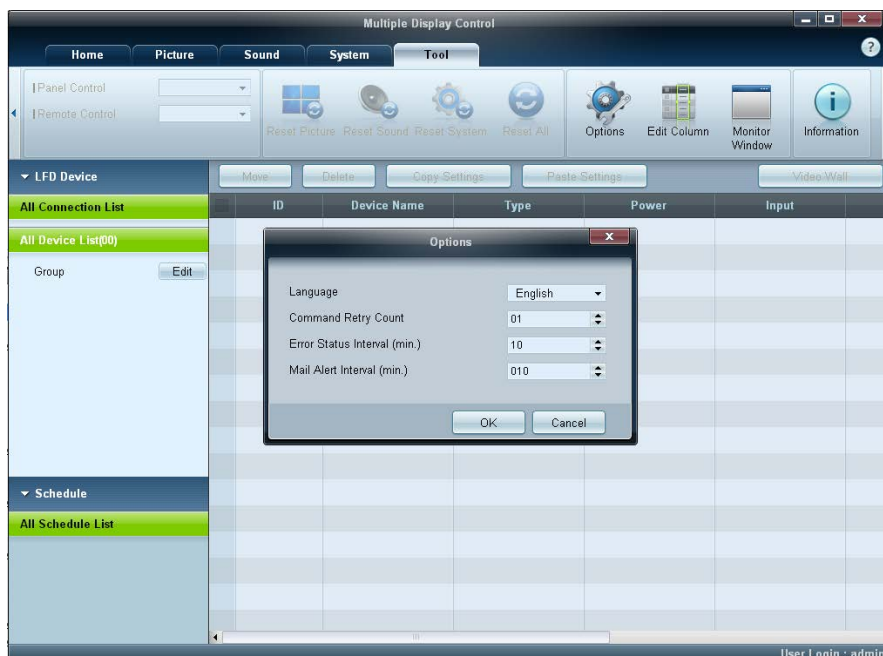 Multiple Display Control
Home Picture Sound System Tool
Panel Control
Remote Control
Reset Picture Reset Sound Reset System Reset All
Options Edit Column Monitor Window Information
LFD Device
Move Delete Copy Settings Paste Settings Video Wall
All Connection List
ID Device Name Type Power Input
All Device List(00)
Group Edit
Options
Language English
Command Retry Count 01
Error Status Interval (min.) 10
Mail Alert Interval (min.) 010
OK Cancel
Schedule
All Schedule List
User Login : admin